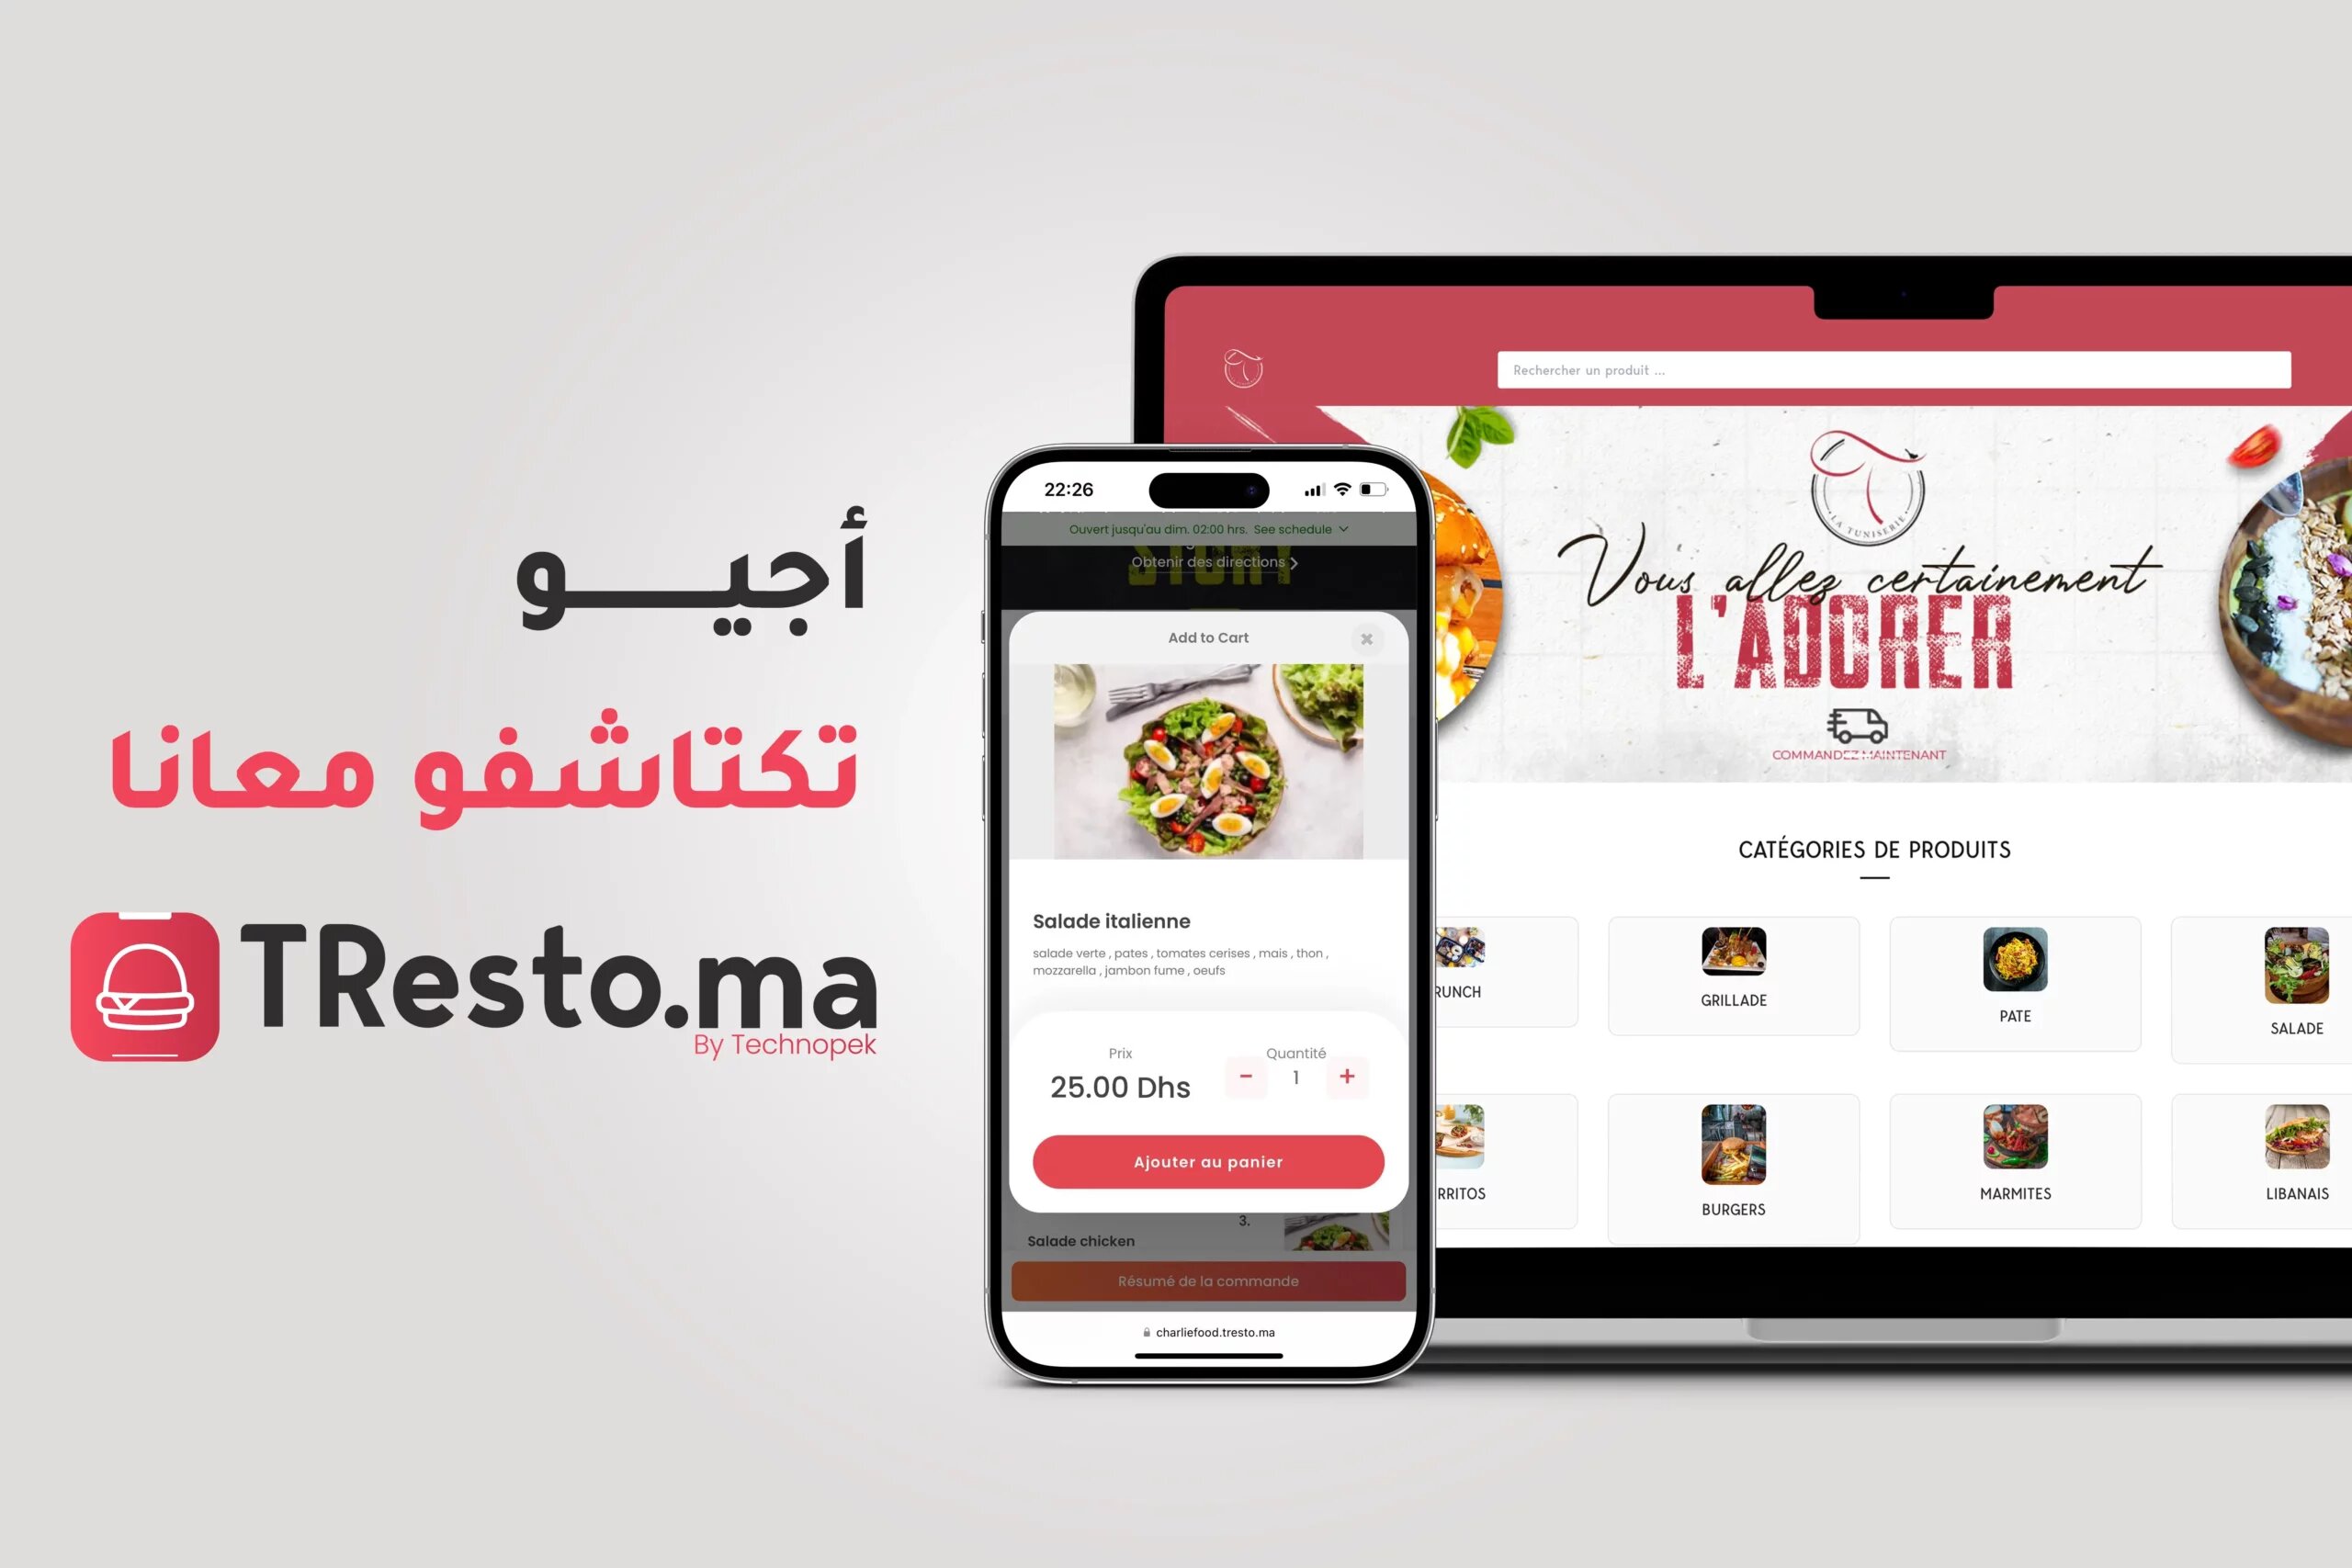 أجيـــو
تكتاشفو معانا
TResto.ma
By Technopek
22:26
Ouvert jusqu'au dim. 02:00 hrs. See schedule
STORY
Obtenir des directions
Add to Cart
Salade italienne
salade verte , pates , tomates cerises , mais , thon ,
mozzarella , jambon fume , oeufs
Prix
Quantité
25.00 Dhs
- 1 +
Ajouter au panier
3.
Salade chicken
Résumé de la commande
charliefood.tresto.ma
Rechercher un produit ...
LA TUNISERIE
Vous allez certainement
L'ADORER
COMMANDEZ MAINTENANT
CATÉGORIES DE PRODUITS
RUNCH
GRILLADE
PATE
SALADE
RRITOS
BURGERS
MARMITES
LIBANAIS